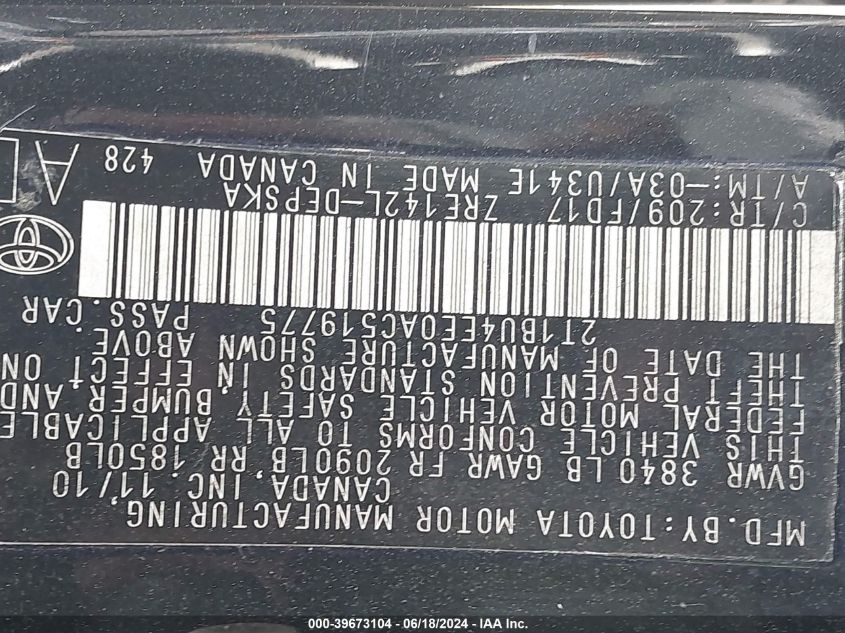 MFD. BY: TOYOTA MOTOR MANUFACTURING,
CANADA, INC. 11/10
GVWR 3840 LB GAWR FR 2090LB, RR 1850LB
THIS VEHICLE CONFORMS TO ALL APPLICABLE
FEDERAL MOTOR VEHICLE SAFETY, BUMPER AND
THEFT PREVENTION STANDARDS IN EFFECT ON
THE DATE OF MANUFACTURE SHOWN ABOVE
2T1BU4EE0AC519775 PASS. CAR
C/TR: 209/FD17 ZRE142L-DEPSKA
A/TM: -03A/U341E MADE IN CANADA 428
000-39673104 - 06/18/2024 - IAA Inc.